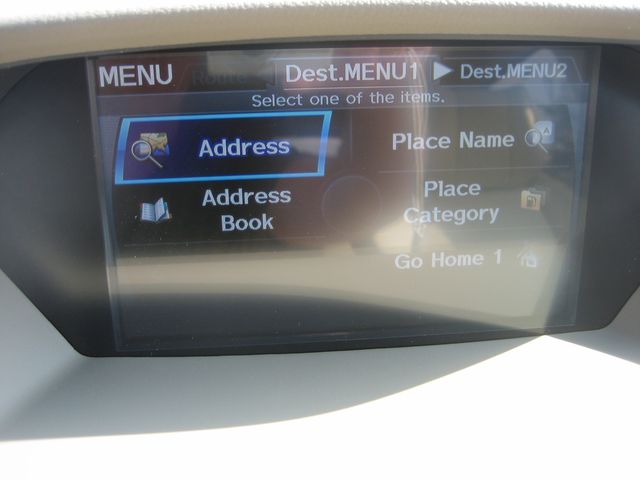 MENU Route Dest.MENU1 ▶ Dest.MENU2
Select one of the items.
Address
Place Name
Address
Book
Place
Category
Go Home 1